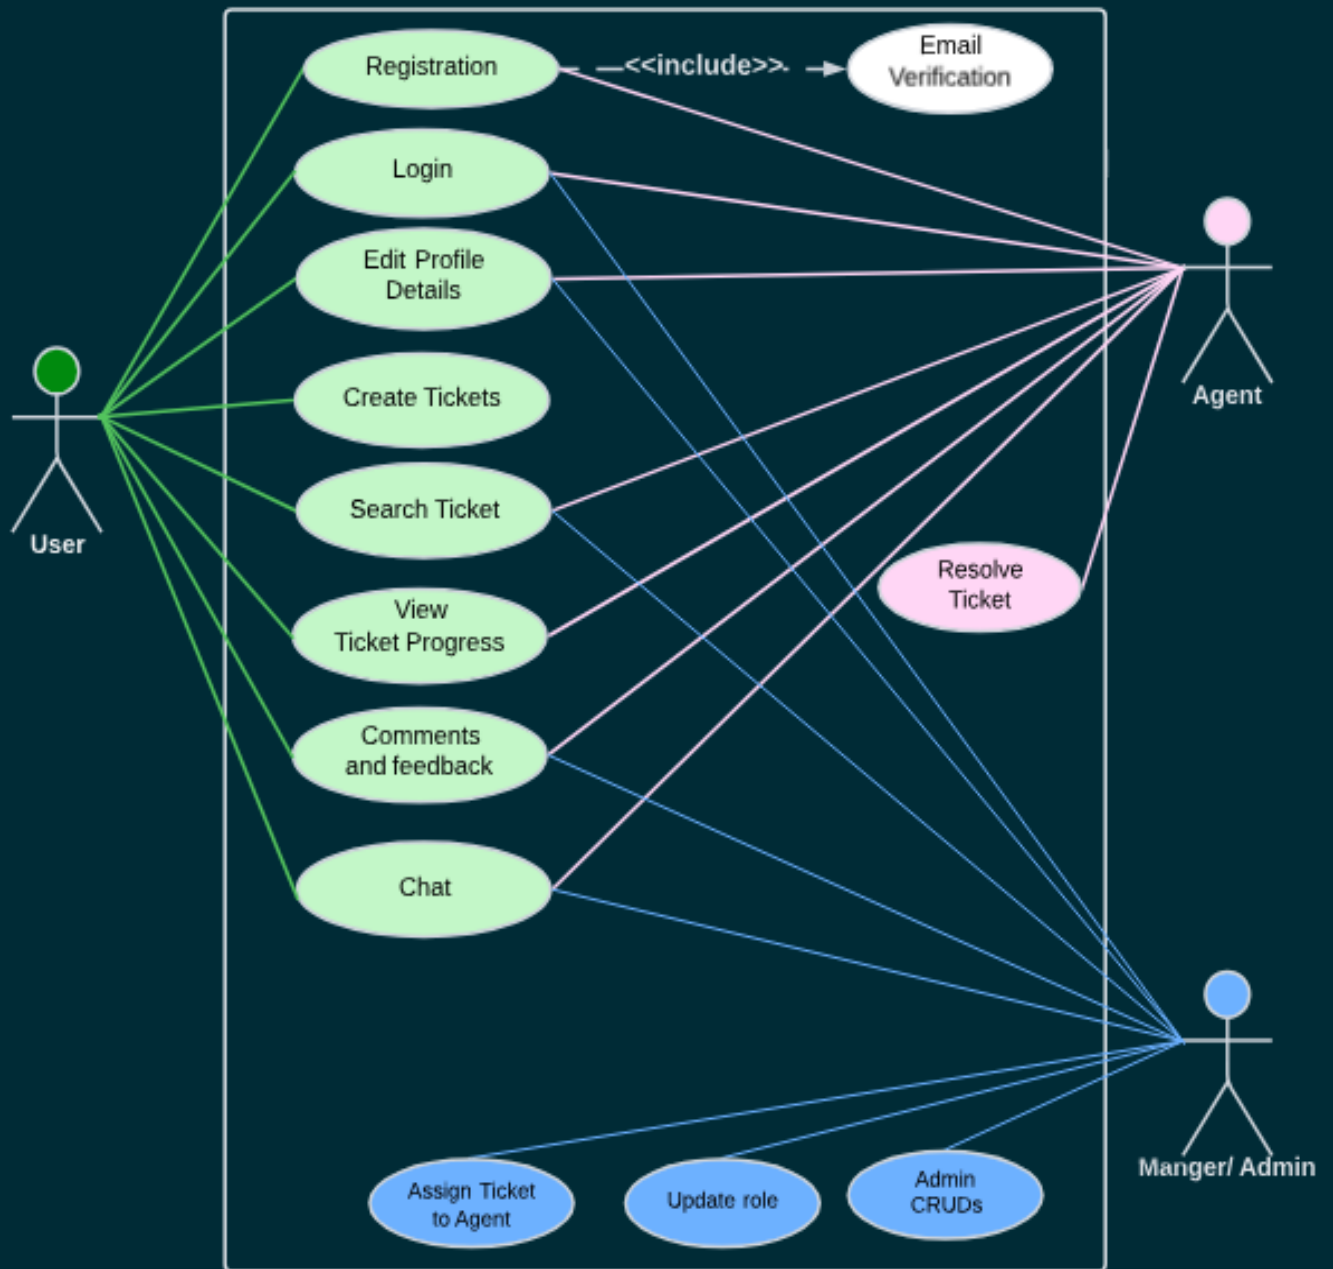 Registration
<<include>>
Email
Verification
Login
Edit Profile
Details
Create Tickets
Search Ticket
View
Ticket Progress
Comments
and feedback
Chat
User
Agent
Resolve
Ticket
Manger/ Admin
Assign Ticket
to Agent
Update role
Admin
CRUDs